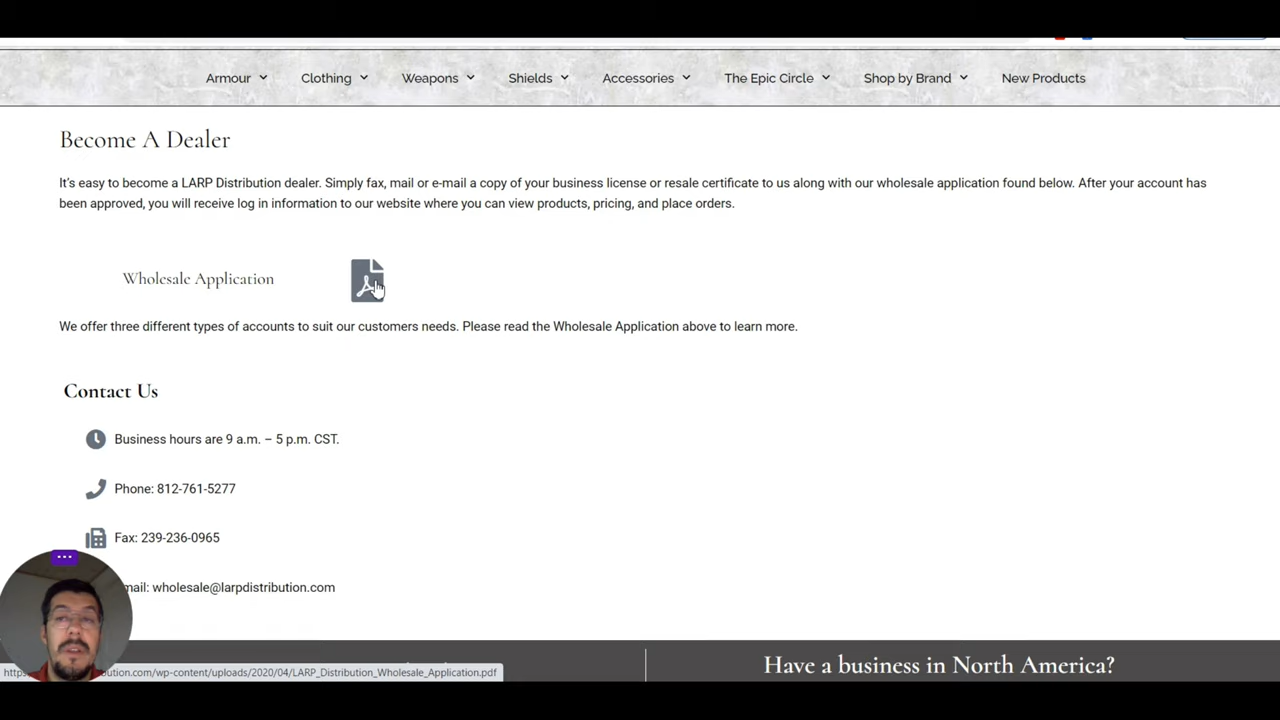 Armour Clothing Weapons Shields Accessories The Epic Circle Shop by Brand New Products
Become A Dealer
It's easy to become a LARP Distribution dealer. Simply fax, mail or e-mail a copy of your business license or resale certificate to us along with our wholesale application found below. After your account has
been approved, you will receive log in information to our website where you can view products, pricing, and place orders.
Wholesale Application
We offer three different types of accounts to suit our customers needs. Please read the Wholesale Application above to learn more.
Contact Us
Business hours are 9 a.m. – 5 p.m. CST.
Phone: 812-761-5277
Fax: 239-236-0965
mail: wholesale@larpdistribution.com
Have a business in North America?
bution.com/wp-content/uploads/2020/04/LARP_Distribution_Wholesale_Application.pdf